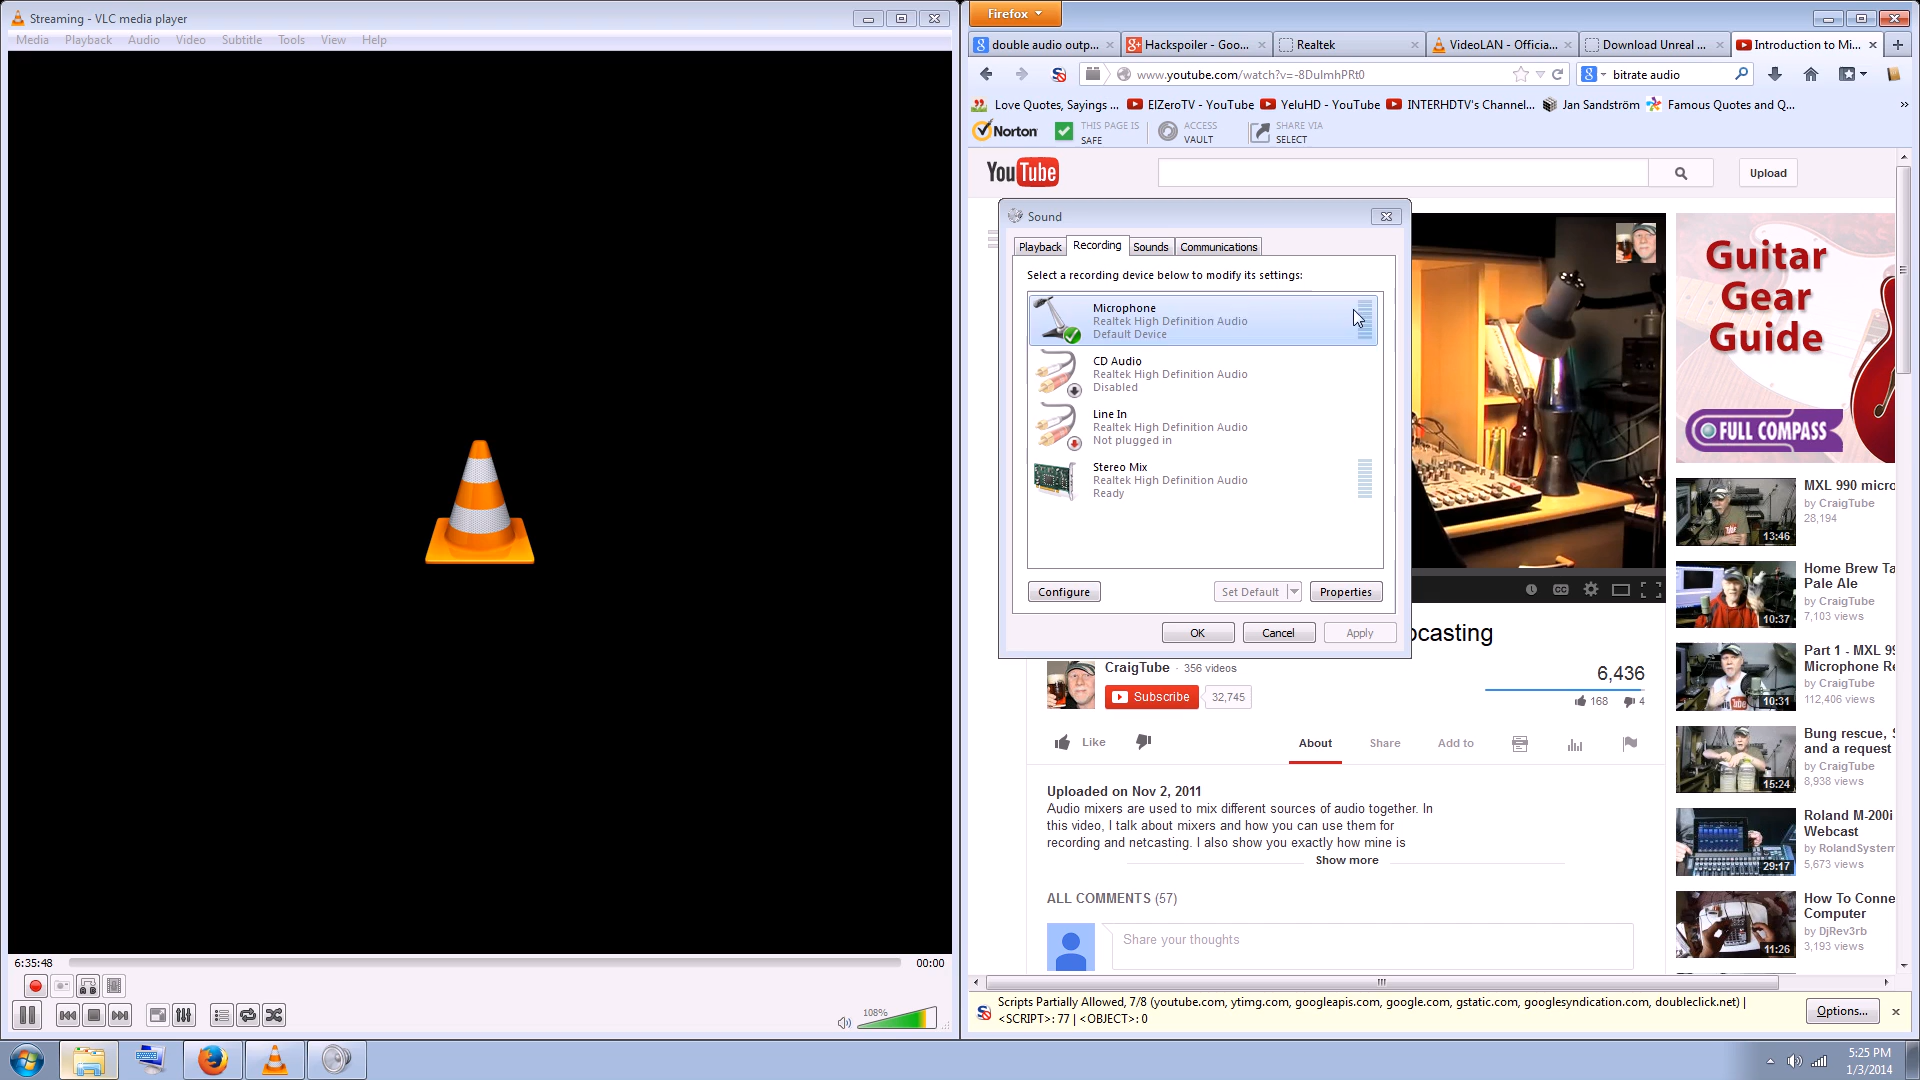 Streaming - VLC media player
Media Playback Audio Video Subtitle Tools View Help
6:35:48
00:00
108%
Firefox
double audio outp...
Hackspoiler - Goo...
Realtek
VideoLAN - Officia...
Download Unreal ...
Introduction to Mi...
www.youtube.com/watch?v=-8DulmhPRt0
bitrate audio
Love Quotes, Sayings ...
ElZeroTV - YouTube
YeluHD - YouTube
INTERHDTV's Channel...
Jan Sandström
Famous Quotes and Q...
Norton
THIS PAGE IS
SAFE
ACCESS
VAULT
SHARE VIA
SELECT
YouTube
Upload
Sound
Playback Recording Sounds Communications
Select a recording device below to modify its settings:
Microphone
Realtek High Definition Audio
Default Device
CD Audio
Realtek High Definition Audio
Disabled
Line In
Realtek High Definition Audio
Not plugged in
Stereo Mix
Realtek High Definition Audio
Ready
Configure
Set Default
Properties
OK
Cancel
Apply
ocasting
CraigTube · 356 videos
Subscribe
32,745
6,436
168
4
Like
About
Share
Add to
Uploaded on Nov 2, 2011
Audio mixers are used to mix different sources of audio together. In
this video, I talk about mixers and how you can use them for
recording and netcasting. I also show you exactly how mine is
Show more
ALL COMMENTS (57)
Share your thoughts
Guitar
Gear
Guide
FULL COMPASS
MXL 990 micro
by CraigTube
28,194
13:46
Home Brew Ta
Pale Ale
by CraigTube
7,103 views
10:37
Part 1 - MXL 99
Microphone Re
by CraigTube
112,406 views
10:31
Bung rescue, S
and a request
by CraigTube
8,938 views
15:24
Roland M-200i
Webcast
by RolandSystem
5,673 views
29:17
How To Conne
Computer
by DjRev3rb
3,193 views
11:26
Scripts Partially Allowed, 7/8 (youtube.com, ytimg.com, googleapis.com, google.com, gstatic.com, googlesyndication.com, doubleclick.net) |
<SCRIPT>: 77 | <OBJECT>: 0
Options...
5:25 PM
1/3/2014